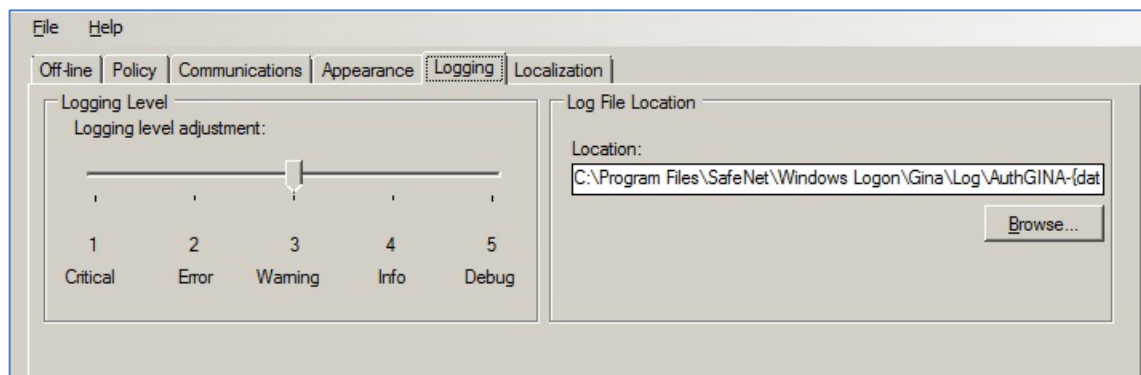 File Help
Off-line Policy Communications Appearance Logging Localization
Logging Level
Logging level adjustment:
1 2 3 4 5
Critical Error Warning Info Debug
Log File Location
Location:
C:\Program Files\SafeNet\Windows Logon\Gina\Log\AuthGINA-{dat
Browse...